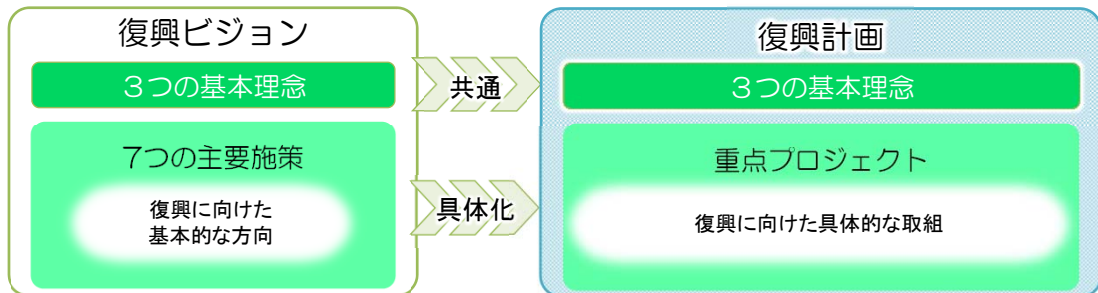 復興ビジョン
3つの基本理念
7つの主要施策
復興に向けた
基本的な方向
共通
具体化
復興計画
3つの基本理念
重点プロジェクト
復興に向けた具体的な取組